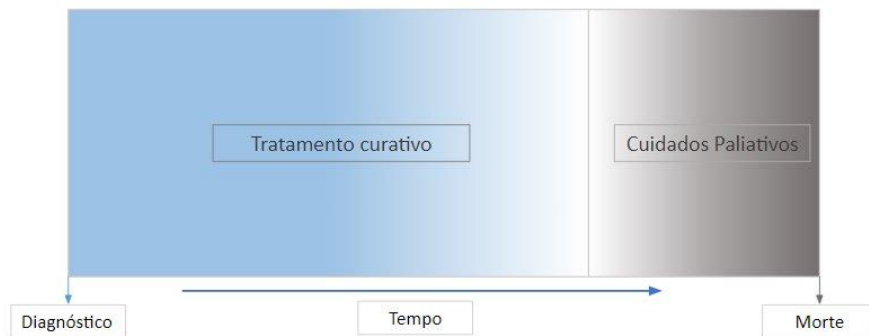 Tratamento curativo
Cuidados Paliativos
Diagnóstico
Tempo
Morte